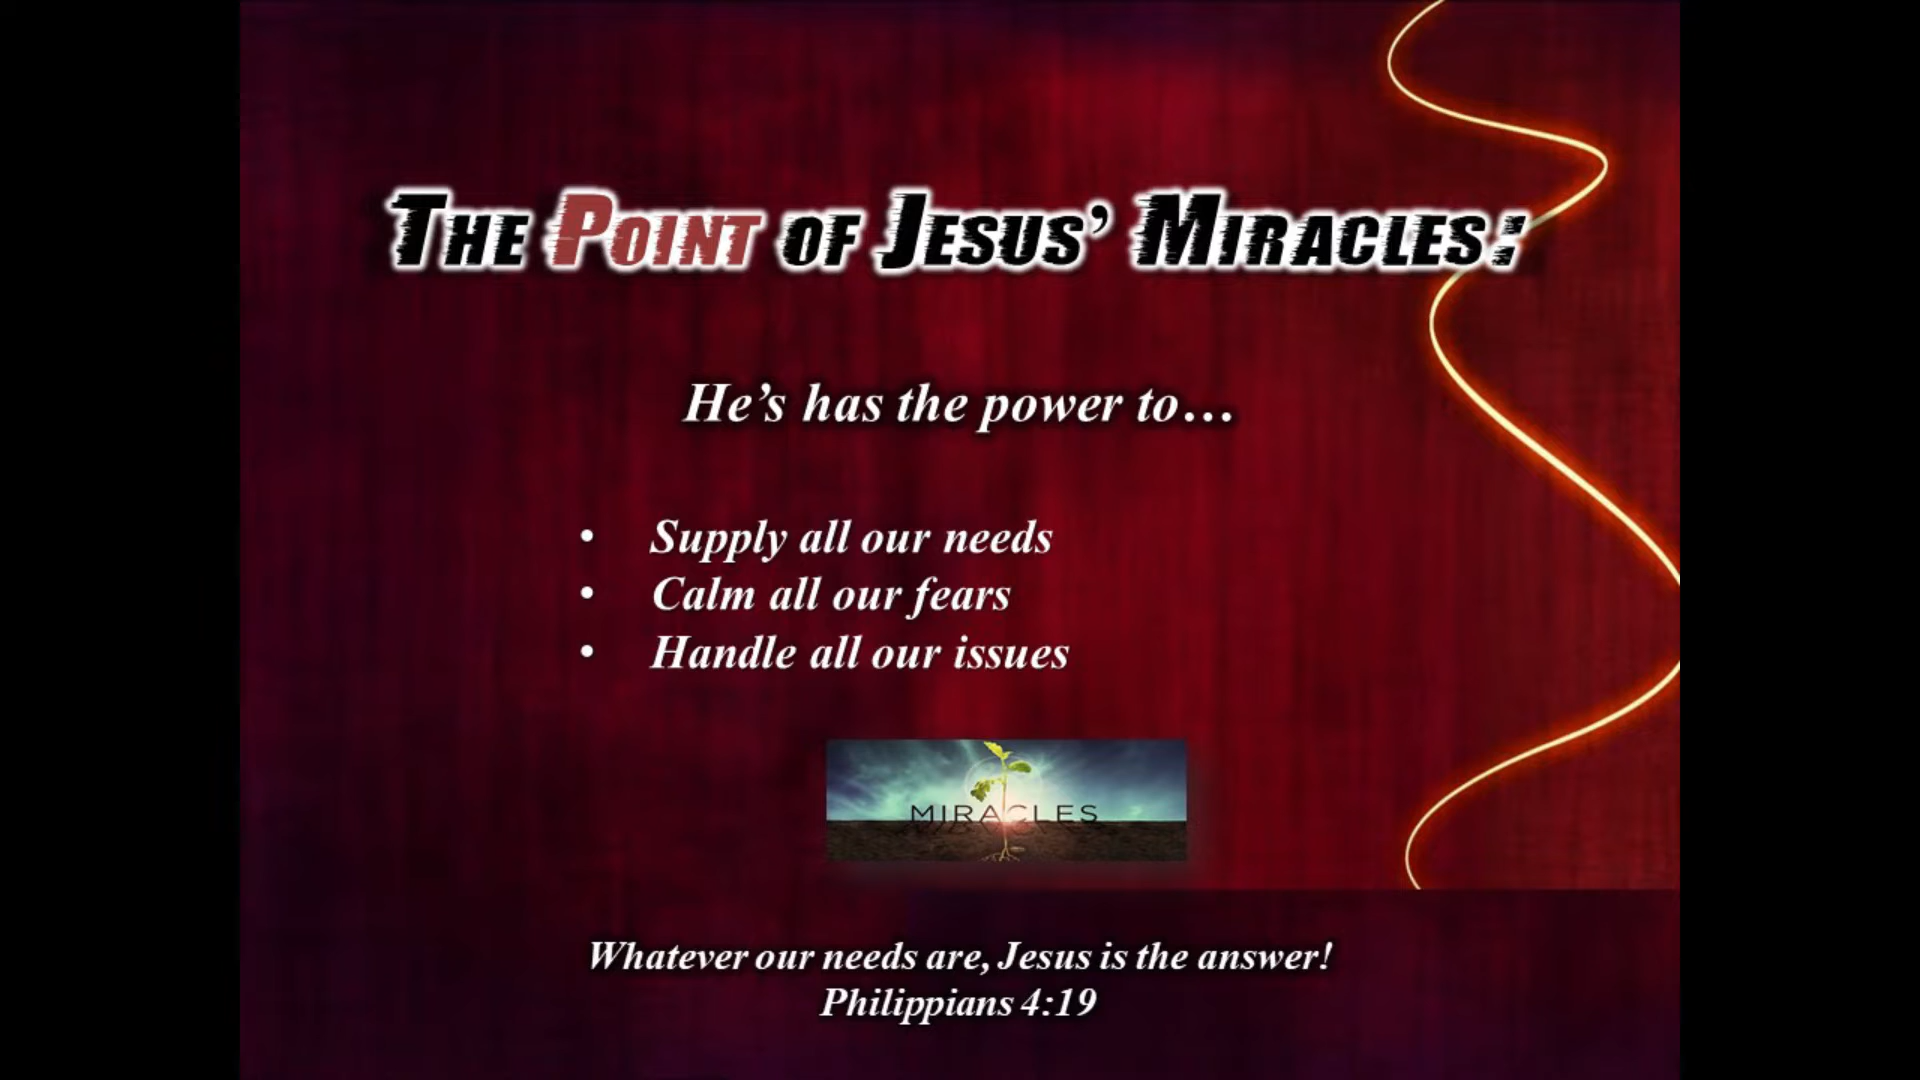 The Point of Jesus’ Miracles:
He’s has the power to…
• Supply all our needs
• Calm all our fears
• Handle all our issues
MIRACLES
Whatever our needs are, Jesus is the answer!
Philippians 4:19